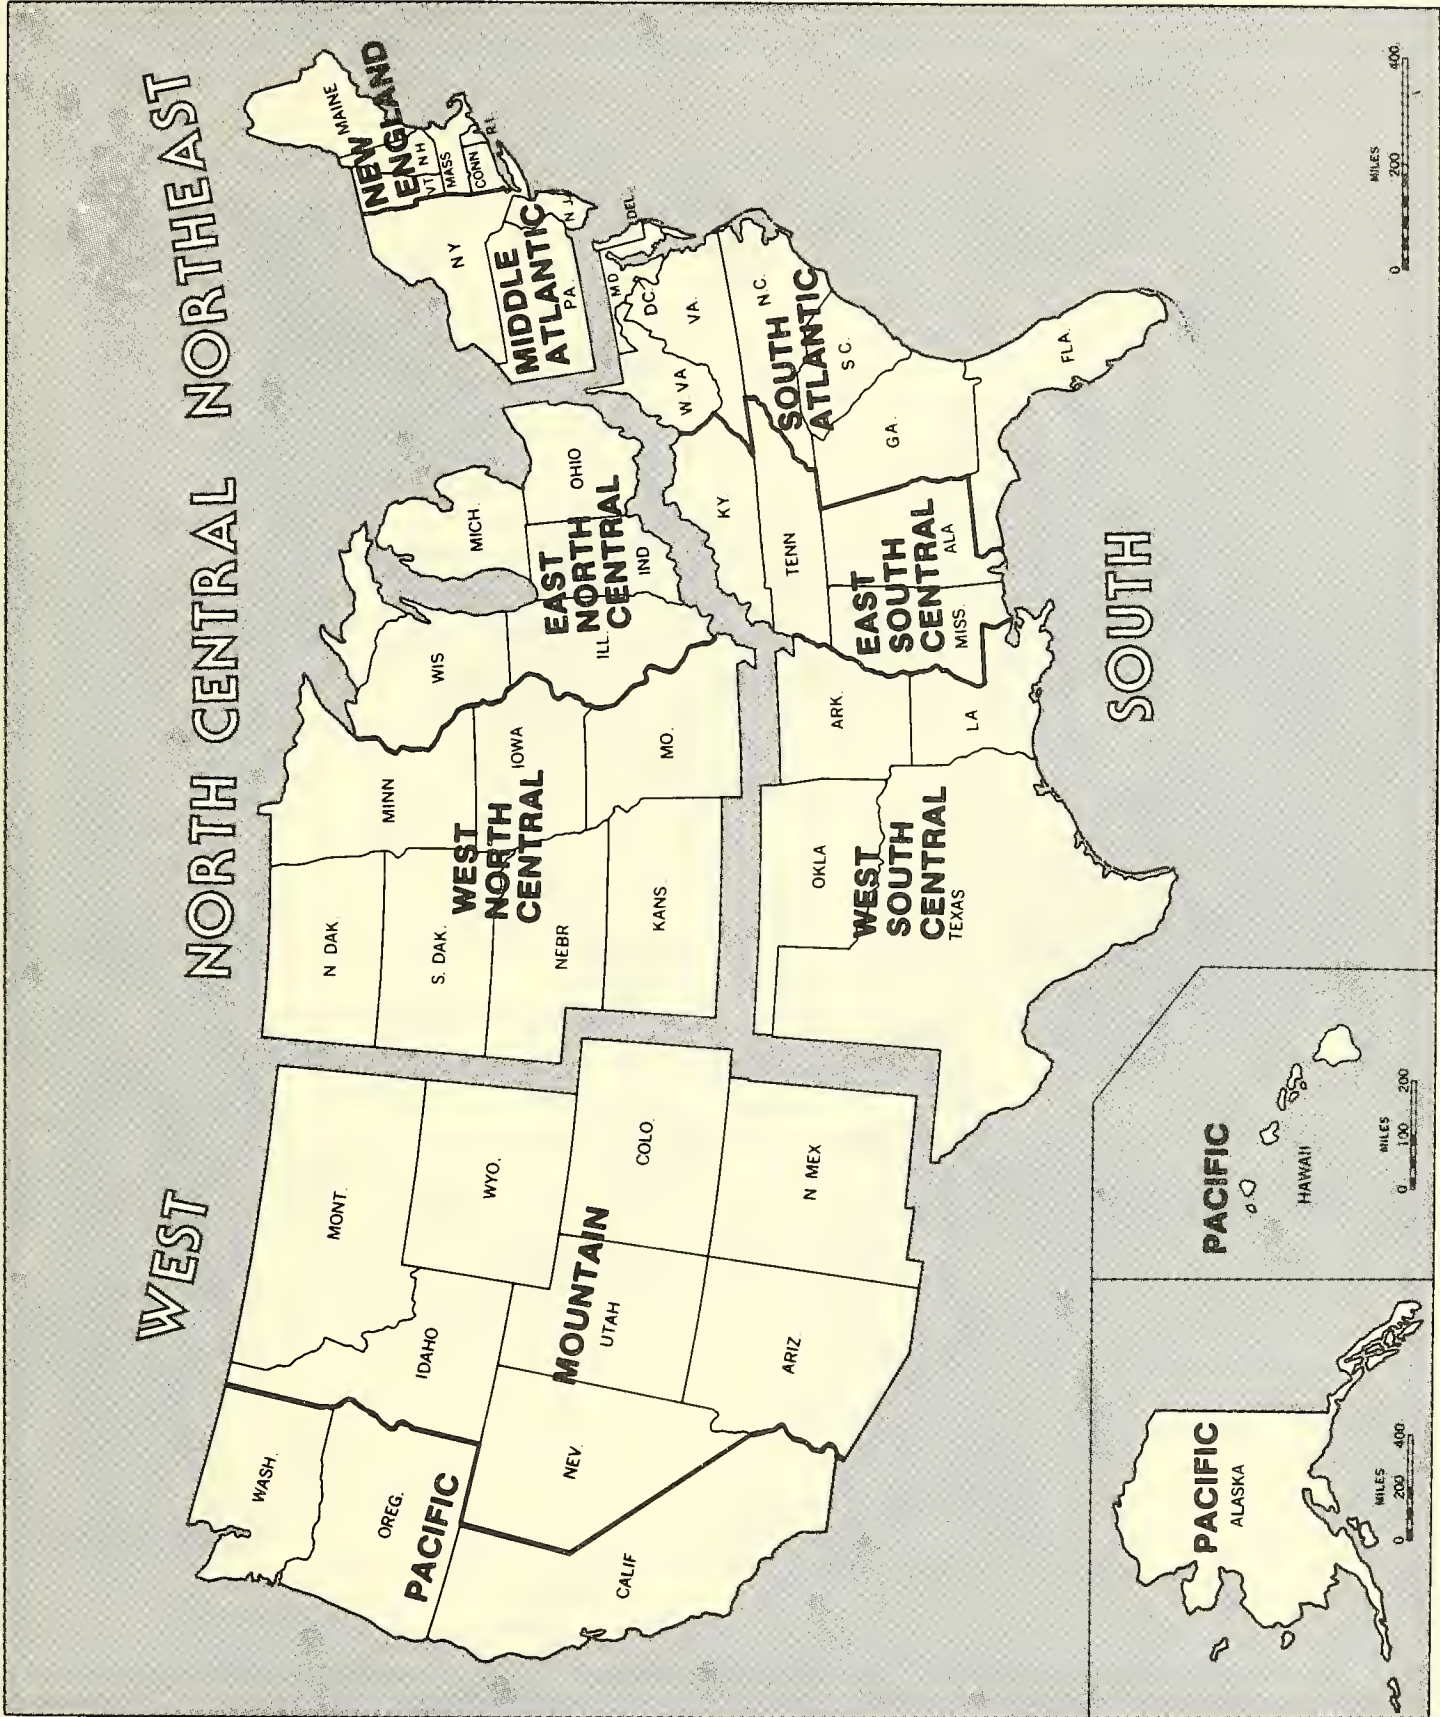 WEST
NORTH CENTRAL
NORTHEAST
SOUTH
PACIFIC
WASH.
OREG.
CALIF
MOUNTAIN
MONT.
IDAHO
WYO.
NEV.
UTAH
COLO.
ARIZ
N MEX
WEST
NORTH
CENTRAL
N DAK
S. DAK.
NEBR
KANS
MINN
IOWA
MO.
EAST
NORTH
CENTRAL
WIS
MICH.
ILL.
IND
OHIO
WEST
SOUTH
CENTRAL
TEXAS
OKLA
ARK.
LA
EAST
SOUTH
CENTRAL
KY
TENN
MISS.
ALA
SOUTH
ATLANTIC
W VA
VA.
MD
DC.
DEL.
N.C.
S C.
GA.
FLA.
MIDDLE
ATLANTIC
NY
PA.
N J.
NEW
ENGLAND
MAINE
VT
N H
MASS
CONN
R.I.
PACIFIC
ALASKA
MILES
0 200 400
PACIFIC
HAWAII
MILES
0 100 200
MILES
0 200 400